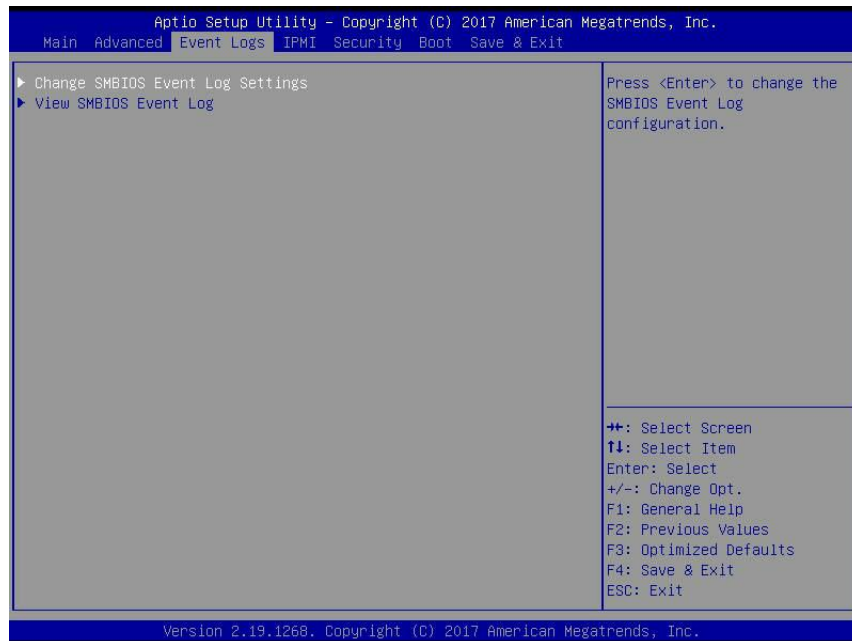 Aptio Setup Utility – Copyright (C) 2017 American Megatrends, Inc.
Main Advanced Event Logs IPMI Security Boot Save & Exit
▶ Change SMBIOS Event Log Settings
▶ View SMBIOS Event Log
Press <Enter> to change the
SMBIOS Event Log
configuration.
→←: Select Screen
↑↓: Select Item
Enter: Select
+/-: Change Opt.
F1: General Help
F2: Previous Values
F3: Optimized Defaults
F4: Save & Exit
ESC: Exit
Version 2.19.1268. Copyright (C) 2017 American Megatrends, Inc.